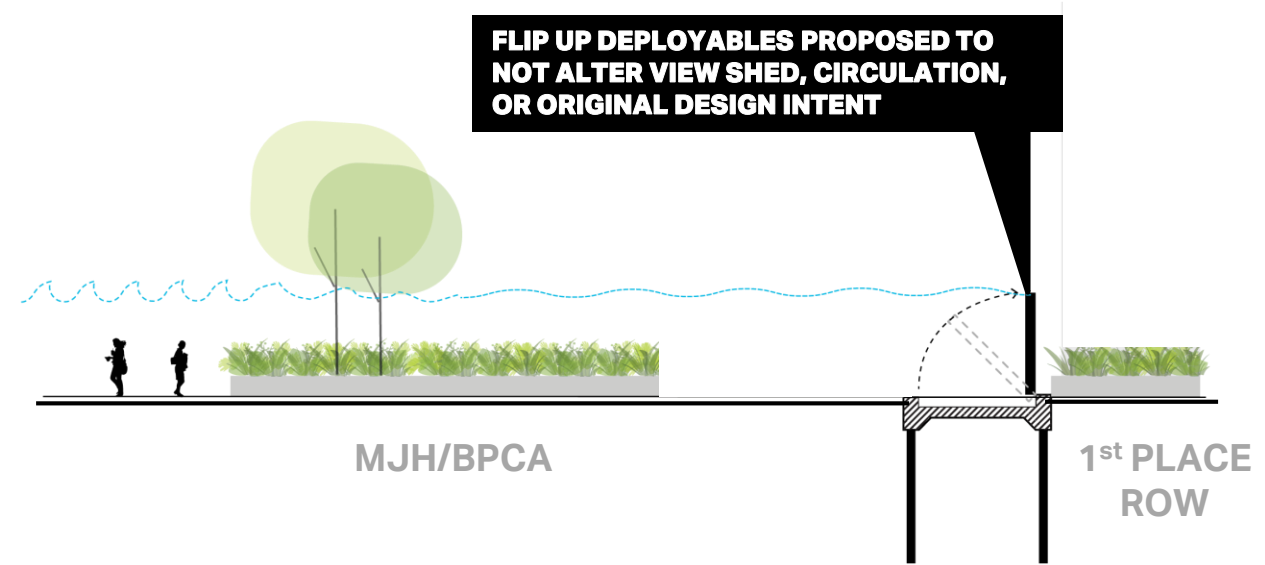 FLIP UP DEPLOYABLES PROPOSED TO
NOT ALTER VIEW SHED, CIRCULATION,
OR ORIGINAL DESIGN INTENT
MJH/BPCA
1st PLACE
ROW